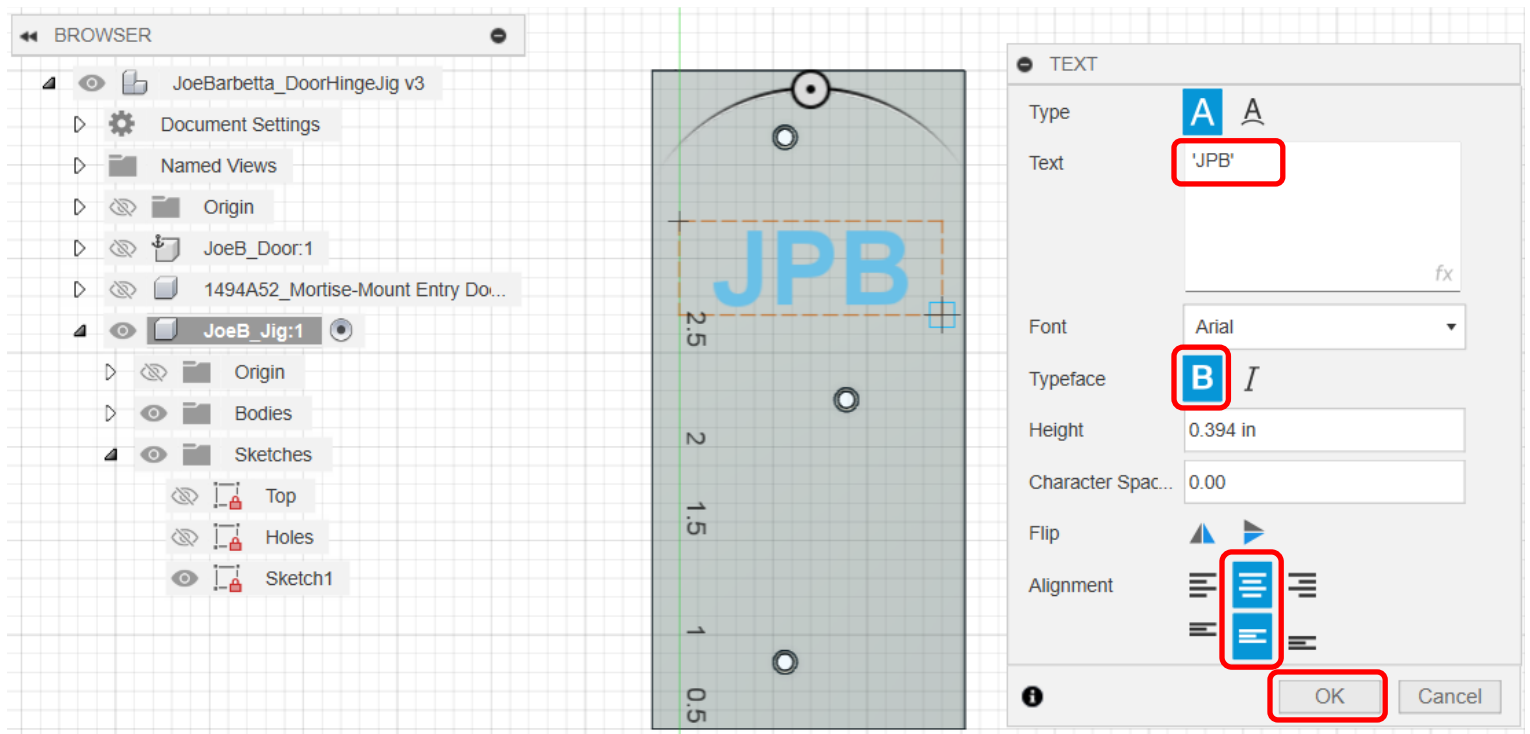 BROWSER
JoeBarbetta_DoorHingeJig v3
Document Settings
Named Views
Origin
JoeB_Door:1
1494A52_Mortise-Mount Entry Do...
JoeB_Jig:1
Origin
Bodies
Sketches
Top
Holes
Sketch1
JPB
2.5
2
1.5
1
0.5
TEXT
Type A A
Text 'JPB'
fx
Font Arial
Typeface B I
Height 0.394 in
Character Spac... 0.00
Flip
Alignment
OK Cancel